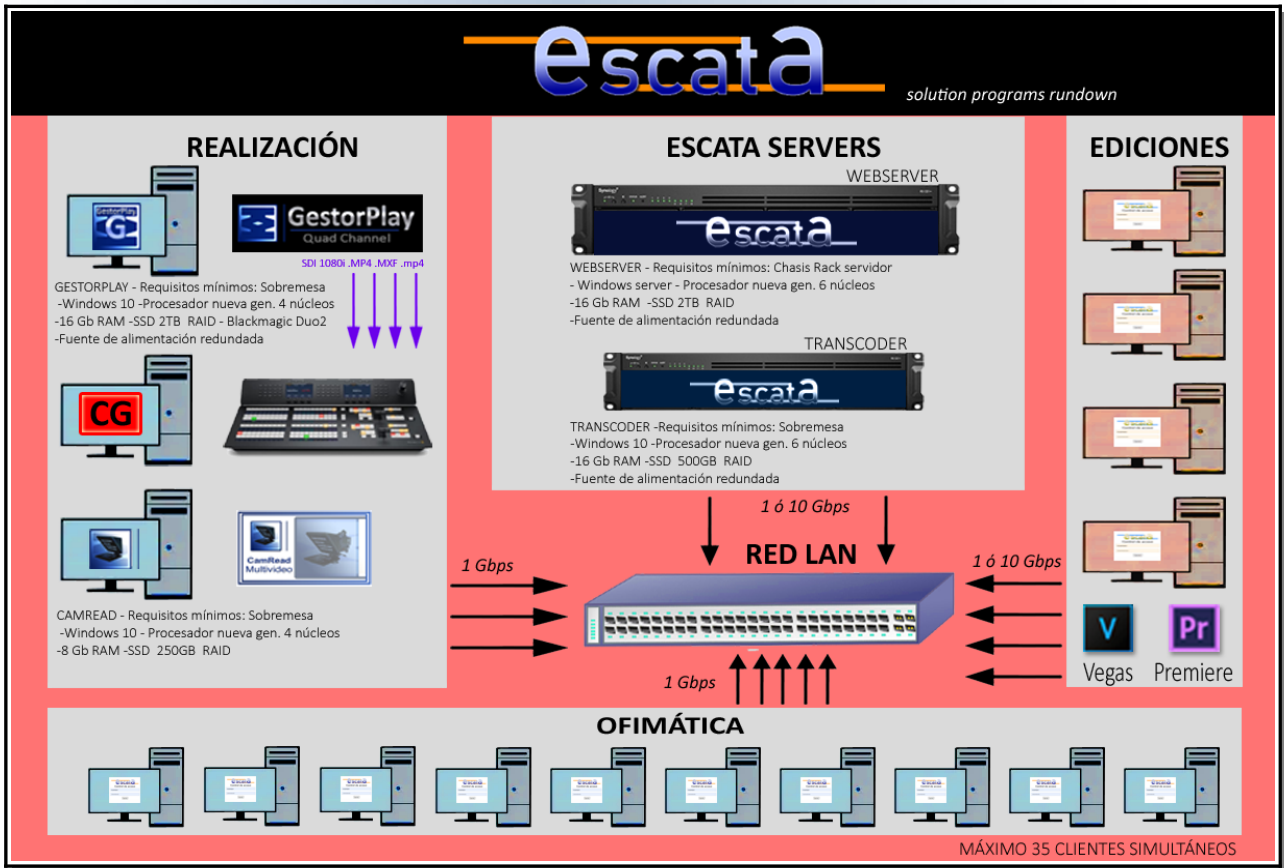 escata
solution programs rundown
REALIZACIÓN
GestorPlay
G
GestorPlay
Quad Channel
SDI 1080i .MP4 .MXF .mp4
GESTORPLAY - Requisitos mínimos: Sobremesa
-Windows 10 -Procesador nueva gen. 4 núcleos
-16 Gb RAM -SSD 2TB RAID - Blackmagic Duo2
-Fuente de alimentación redundada
CG
CamRead
Multivideo
CAMREAD - Requisitos mínimos: Sobremesa
-Windows 10 - Procesador nueva gen. 4 núcleos
-8 Gb RAM -SSD 250GB RAID
ESCATA SERVERS
WEBSERVER
Synology
escata
WEBSERVER - Requisitos mínimos: Chasis Rack servidor
- Windows server - Procesador nueva gen. 6 núcleos
-16 Gb RAM -SSD 2TB RAID
-Fuente de alimentación redundada
TRANSCODER
Synology
escata
TRANSCODER -Requisitos mínimos: Sobremesa
-Windows 10 -Procesador nueva gen. 6 núcleos
-16 Gb RAM -SSD 500GB RAID
-Fuente de alimentación redundada
1 ó 10 Gbps
RED LAN
1 Gbps
1 ó 10 Gbps
1 Gbps
EDICIONES
V
Pr
Vegas Premiere
OFIMÁTICA
MÁXIMO 35 CLIENTES SIMULTÁNEOS